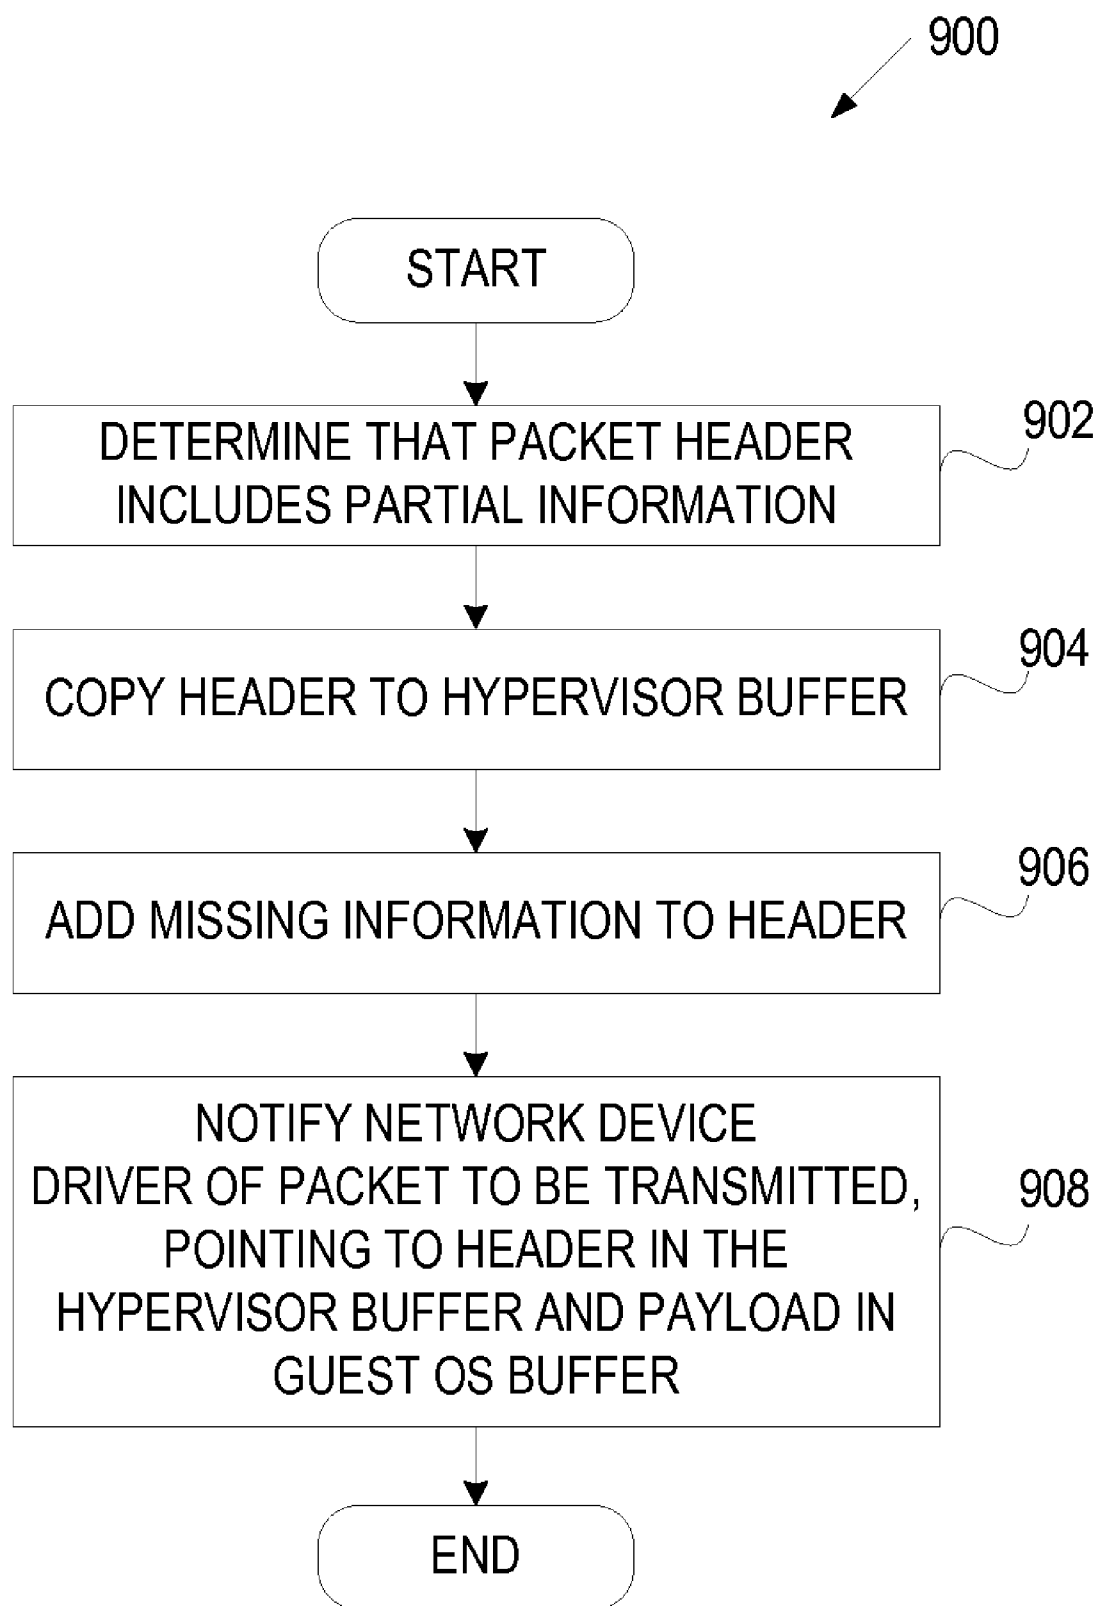 900
START
DETERMINE THAT PACKET HEADER
INCLUDES PARTIAL INFORMATION
902
COPY HEADER TO HYPERVISOR BUFFER
904
ADD MISSING INFORMATION TO HEADER
906
NOTIFY NETWORK DEVICE
DRIVER OF PACKET TO BE TRANSMITTED,
POINTING TO HEADER IN THE
HYPERVISOR BUFFER AND PAYLOAD IN
GUEST OS BUFFER
908
END